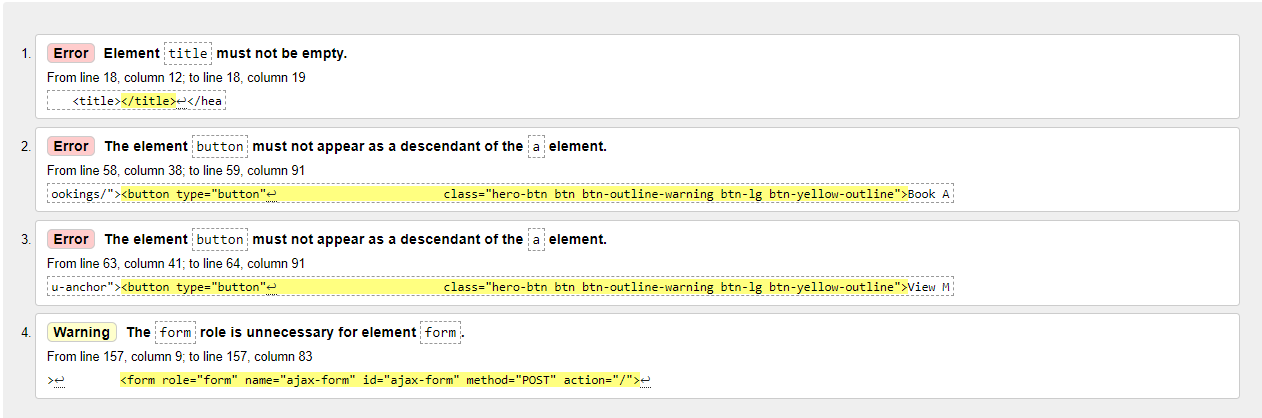 1. Error Element title must not be empty.
From line 18, column 12; to line 18, column 19
<title></title>↩</hea
2. Error The element button must not appear as a descendant of the a element.
From line 58, column 38; to line 59, column 91
ookings/"><button type="button"↩ class="hero-btn btn btn-outline-warning btn-lg btn-yellow-outline">Book A
3. Error The element button must not appear as a descendant of the a element.
From line 63, column 41; to line 64, column 91
u-anchor"><button type="button"↩ class="hero-btn btn btn-outline-warning btn-lg btn-yellow-outline">View M
4. Warning The form role is unnecessary for element form.
From line 157, column 9; to line 157, column 83
>↩ <form role="form" name="ajax-form" id="ajax-form" method="POST" action="/">↩